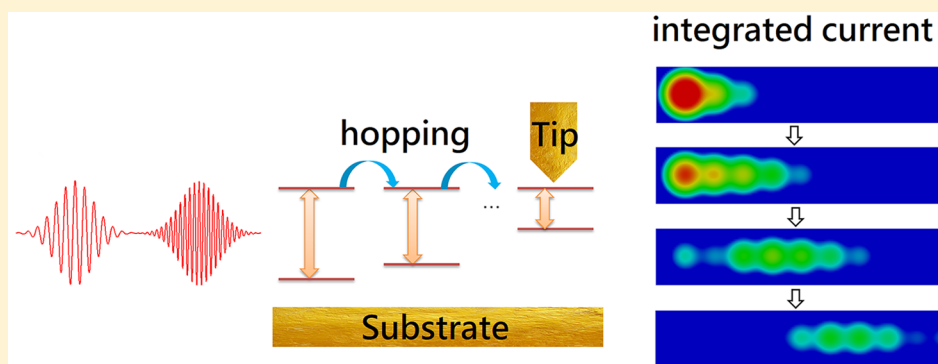 integrated current
hopping
Tip
...
Substrate